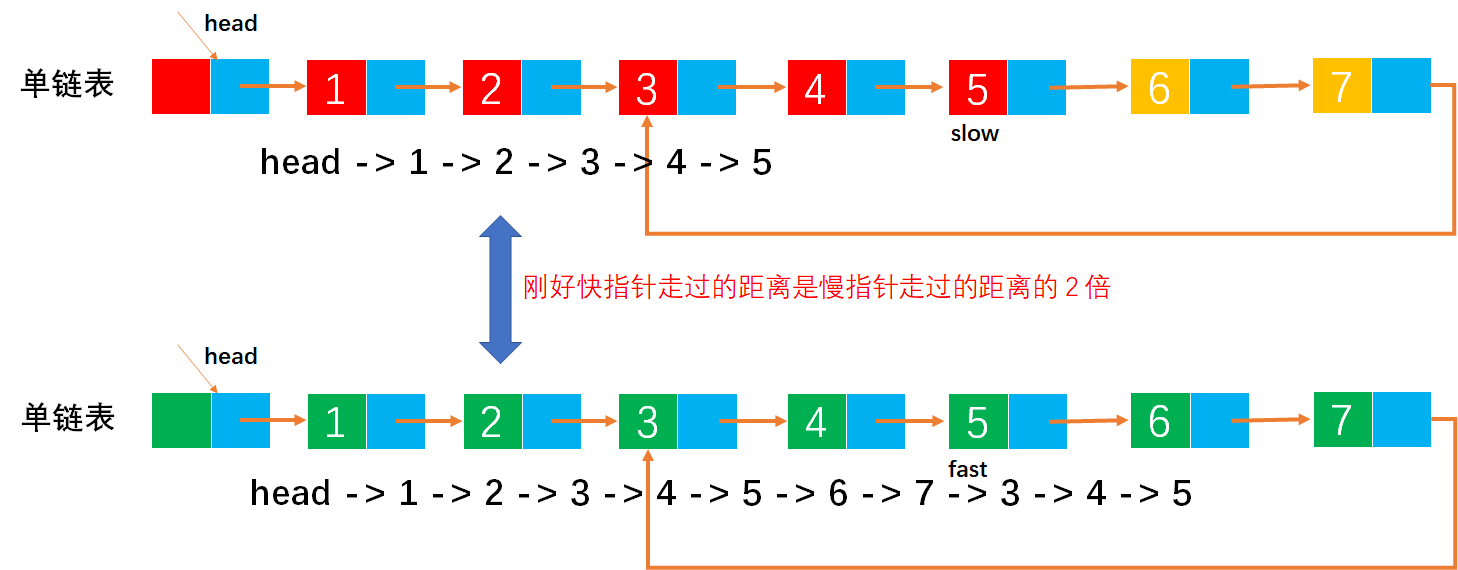 head
单链表
1 2 3 4 5 6 7
slow
head -> 1 -> 2 -> 3 -> 4 -> 5
刚好快指针走过的距离是慢指针走过的距离的 2 倍
head
单链表
1 2 3 4 5 6 7
fast
head -> 1 -> 2 -> 3 -> 4 -> 5 -> 6 -> 7 -> 3 -> 4 -> 5